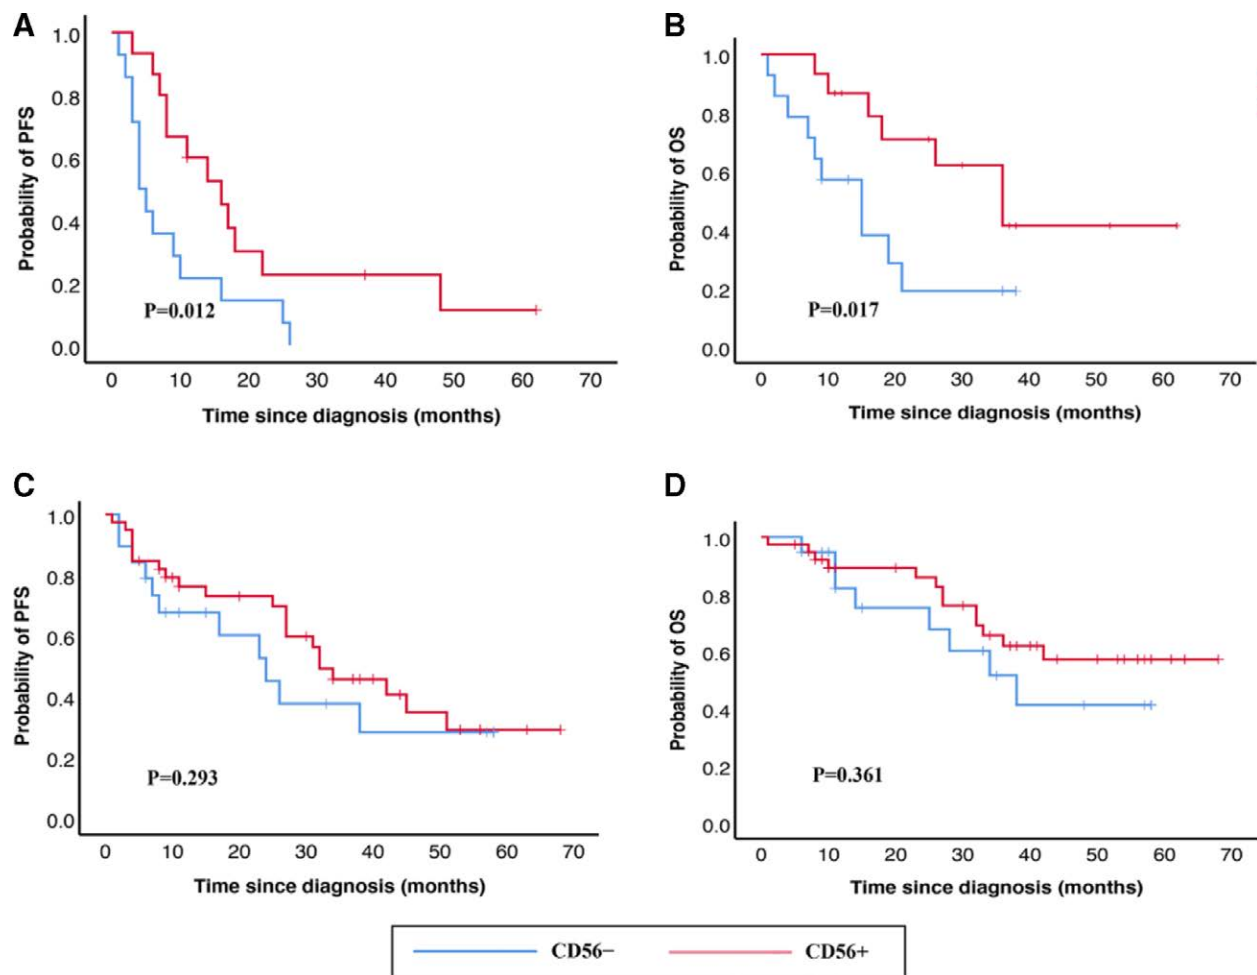 A
1.0
0.8
0.6
0.4
0.2
0.0
Probability of PFS
P=0.012
0 10 20 30 40 50 60 70
Time since diagnosis (months)
B
1.0
0.8
0.6
0.4
0.2
0.0
Probability of OS
P=0.017
0 10 20 30 40 50 60 70
Time since diagnosis (months)
C
1.0
0.8
0.6
0.4
0.2
0.0
Probability of PFS
P=0.293
0 10 20 30 40 50 60 70
Time since diagnosis (months)
D
1.0
0.8
0.6
0.4
0.2
0.0
Probability of OS
P=0.361
0 10 20 30 40 50 60 70
Time since diagnosis (months)
CD56− CD56+